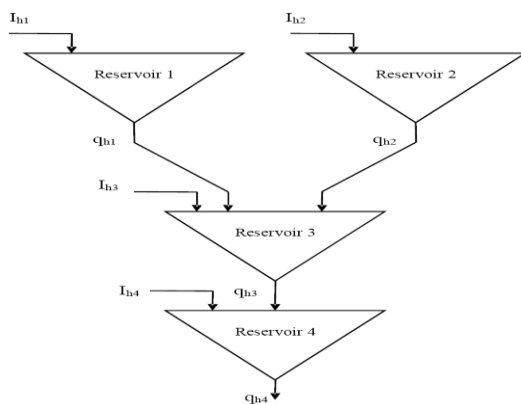 Ih1
Ih2
Reservoir 1
Reservoir 2
qh1
qh2
Ih3
Reservoir 3
Ih4
qh3
Reservoir 4
qh4